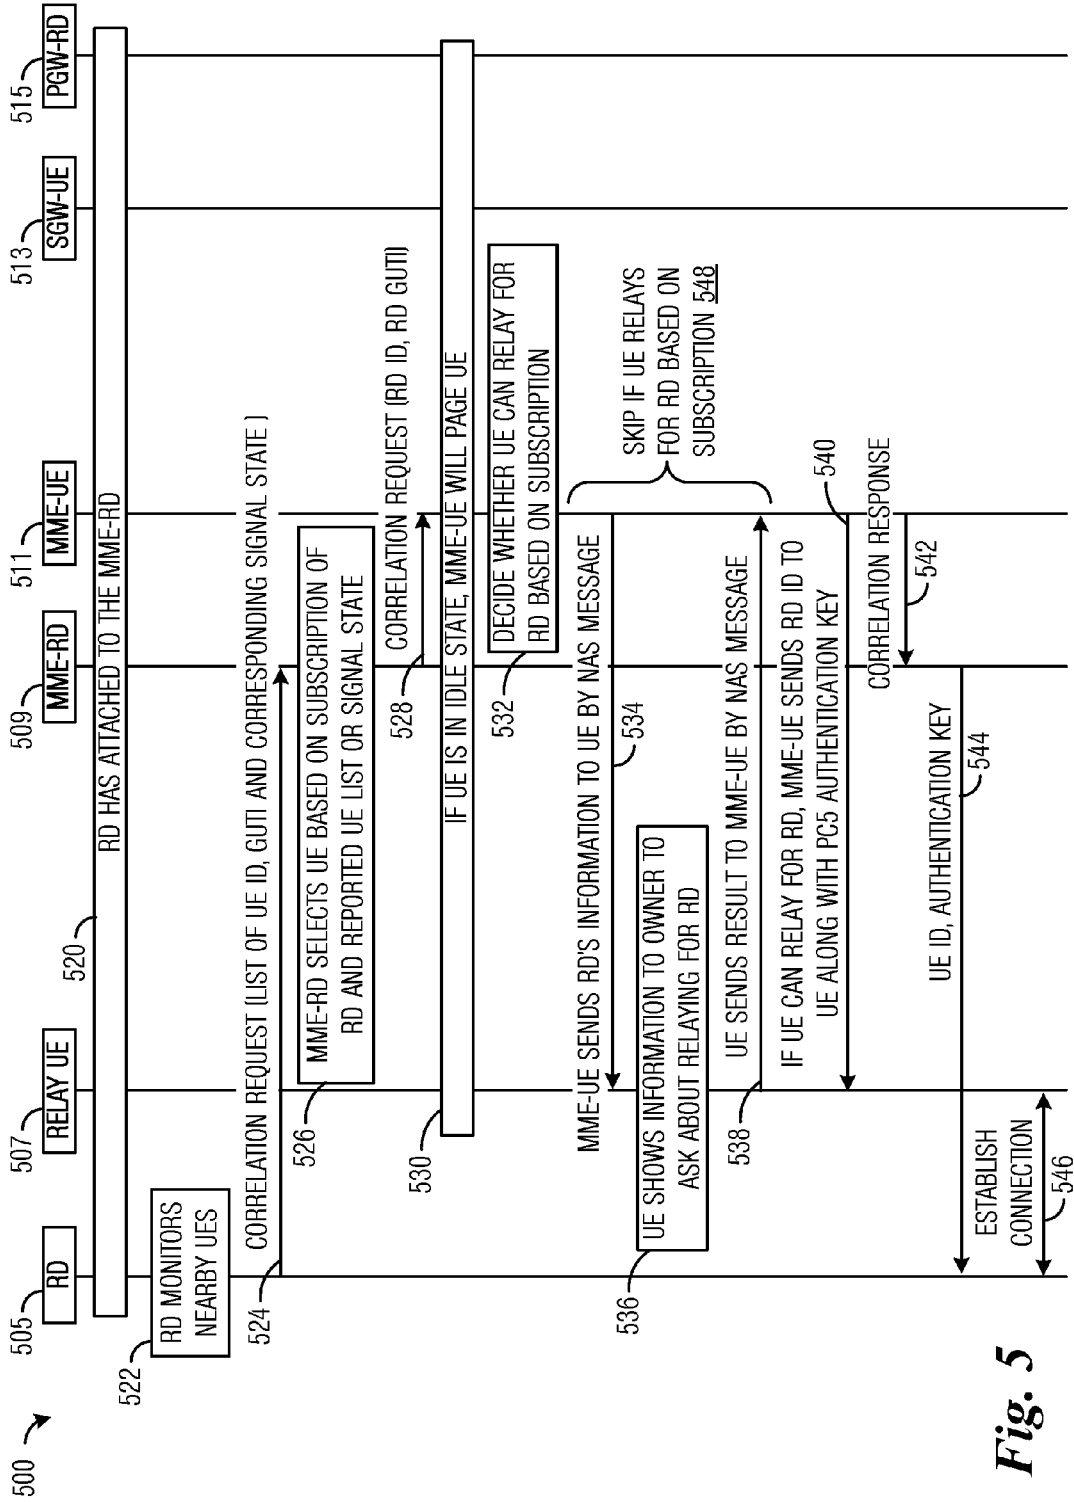 500
505
RD
507
RELAY UE
509
MME-RD
511
MME-UE
513
SGW-UE
515
PGW-RD
520
RD HAS ATTACHED TO THE MME-RD
522
RD MONITORS
NEARBY UES
CORRELATION REQUEST (LIST OF UE ID, GUTI AND CORRESPONDING SIGNAL STATE )
524
526
MME-RD SELECTS UE BASED ON SUBSCRIPTION OF
RD AND REPORTED UE LIST OR SIGNAL STATE
CORRELATION REQUEST (RD ID, RD GUTI)
528
530
IF UE IS IN IDLE STATE, MME-UE WILL PAGE UE
532
DECIDE WHETHER UE CAN RELAY FOR
RD BASED ON SUBSCRIPTION
MME-UE SENDS RD'S INFORMATION TO UE BY NAS MESSAGE
534
SKIP IF UE RELAYS
FOR RD BASED ON
SUBSCRIPTION 548
536
UE SHOWS INFORMATION TO OWNER TO
ASK ABOUT RELAYING FOR RD
UE SENDS RESULT TO MME-UE BY NAS MESSAGE
538
IF UE CAN RELAY FOR RD, MME-UE SENDS RD ID TO
UE ALONG WITH PC5 AUTHENTICATION KEY
540
CORRELATION RESPONSE
542
UE ID, AUTHENTICATION KEY
544
ESTABLISH
CONNECTION
546
Fig. 5